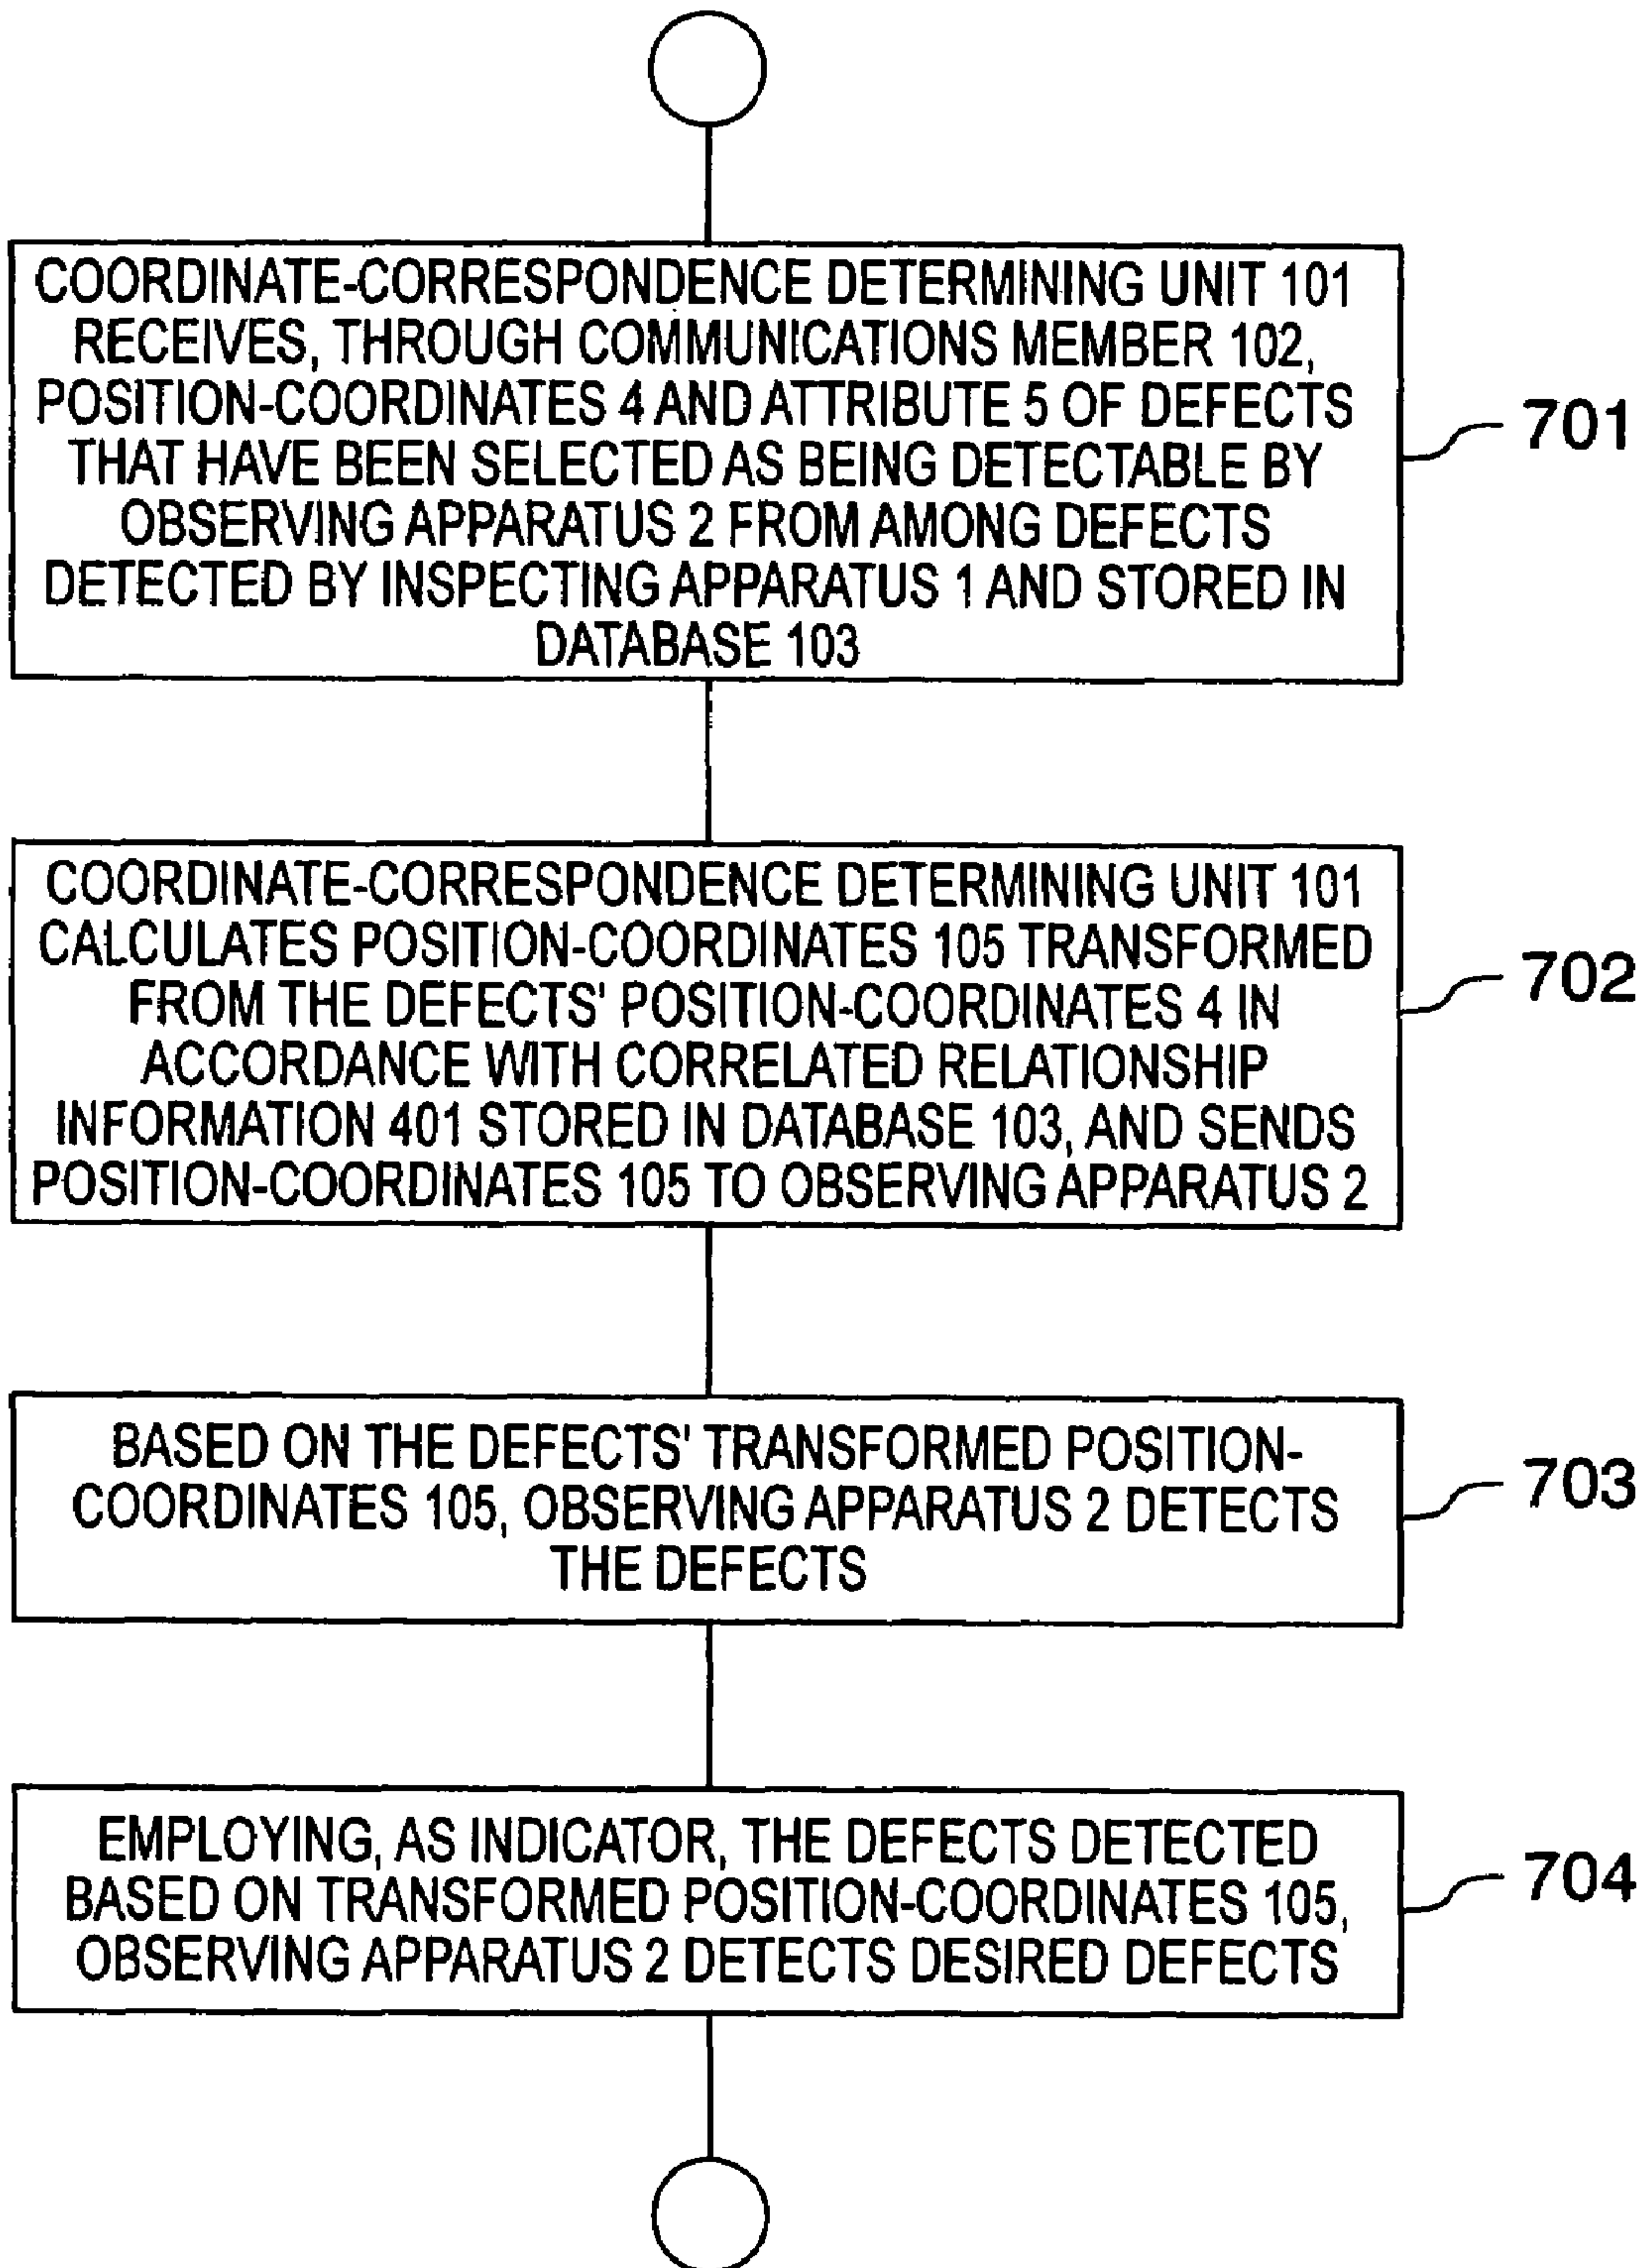 COORDINATE-CORRESPONDENCE DETERMINING UNIT 101
RECEIVES, THROUGH COMMUNICATIONS MEMBER 102,
POSITION-COORDINATES 4 AND ATTRIBUTE 5 OF DEFECTS
THAT HAVE BEEN SELECTED AS BEING DETECTABLE BY
OBSERVING APPARATUS 2 FROM AMONG DEFECTS
DETECTED BY INSPECTING APPARATUS 1 AND STORED IN
DATABASE 103
701
COORDINATE-CORRESPONDENCE DETERMINING UNIT 101
CALCULATES POSITION-COORDINATES 105 TRANSFORMED
FROM THE DEFECTS' POSITION-COORDINATES 4 IN
ACCORDANCE WITH CORRELATED RELATIONSHIP
INFORMATION 401 STORED IN DATABASE 103, AND SENDS
POSITION-COORDINATES 105 TO OBSERVING APPARATUS 2
702
BASED ON THE DEFECTS' TRANSFORMED POSITION-
COORDINATES 105, OBSERVING APPARATUS 2 DETECTS
THE DEFECTS
703
EMPLOYING, AS INDICATOR, THE DEFECTS DETECTED
BASED ON TRANSFORMED POSITION-COORDINATES 105,
OBSERVING APPARATUS 2 DETECTS DESIRED DEFECTS
704